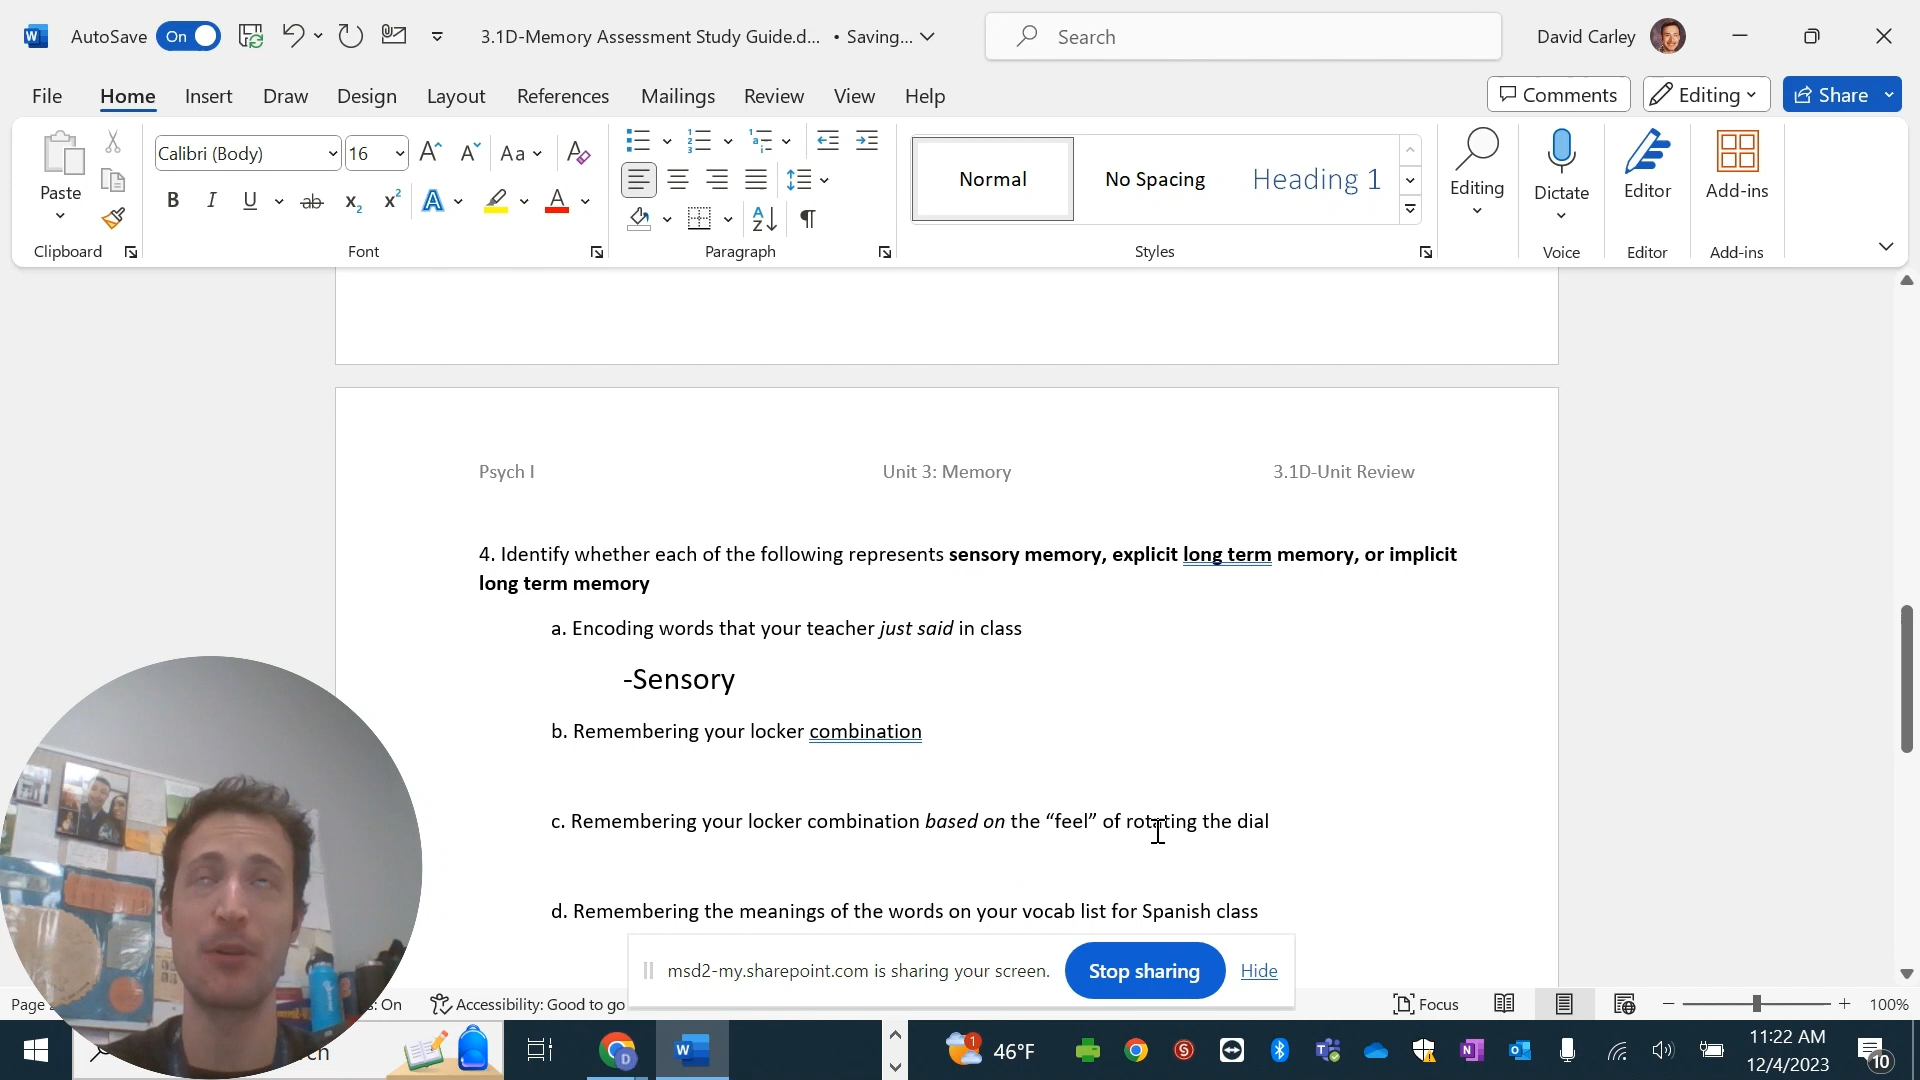 AutoSave On 3.1D-Memory Assessment Study Guide.d... • Saving... Search David Carley
File Home Insert Draw Design Layout References Mailings Review View Help Comments Editing Share
Calibri (Body) 16 Aa Normal No Spacing Heading 1
Paste Editing Dictate Editor Add-ins
Clipboard Font Paragraph Styles Voice Editor Add-ins
Psych I Unit 3: Memory 3.1D-Unit Review
4. Identify whether each of the following represents sensory memory, explicit long term memory, or implicit
long term memory
a. Encoding words that your teacher just said in class
-Sensory
b. Remembering your locker combination
c. Remembering your locker combination based on the “feel” of rotating the dial
d. Remembering the meanings of the words on your vocab list for Spanish class
msd2-my.sharepoint.com is sharing your screen. Stop sharing Hide
Page : On Accessibility: Good to go Focus 100%
46°F 11:22 AM
12/4/2023 10